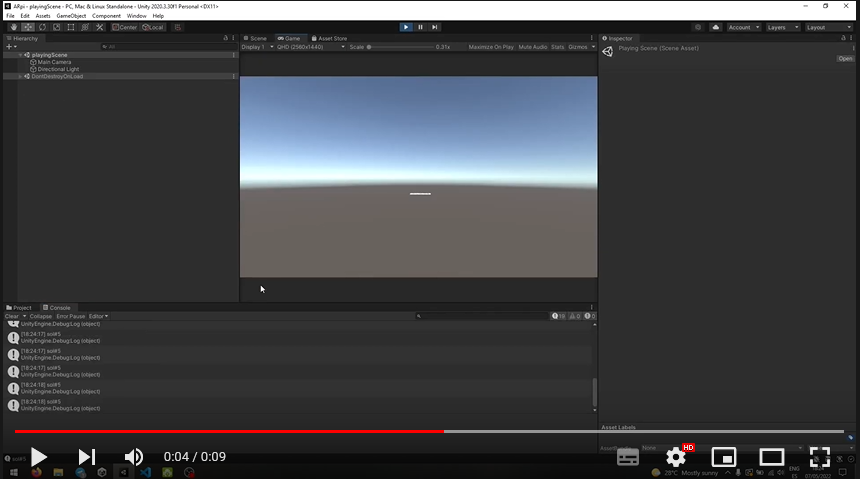 ARpi - playingScene - PC, Mac & Linux Standalone - Unity 2020.3.30f1 Personal <DX11>
File Edit Assets GameObject Component Window Help
Center Local
Account Layers Layout
Hierarchy
All
playingScene
Main Camera
Directional Light
DontDestroyOnLoad
Scene Game Asset Store
Display 1 QHD (2560x1440) Scale 0.31x Maximize On Play Mute Audio Stats Gizmos
Inspector
Playing Scene (Scene Asset)
Open
Project Console
Clear Collapse Error Pause Editor
UnityEngine.Debug:Log (object)
[18:24:17] sol#5
UnityEngine.Debug:Log (object)
[18:24:17] sol#5
UnityEngine.Debug:Log (object)
[18:24:17] sol#5
UnityEngine.Debug:Log (object)
[18:24:18] sol#5
UnityEngine.Debug:Log (object)
[18:24:18] sol#5
UnityEngine.Debug:Log (object)
Asset Labels
None
0:04 / 0:09
HD
sol#5
28°C Mostly sunny
ENG
ES
07/05/2022